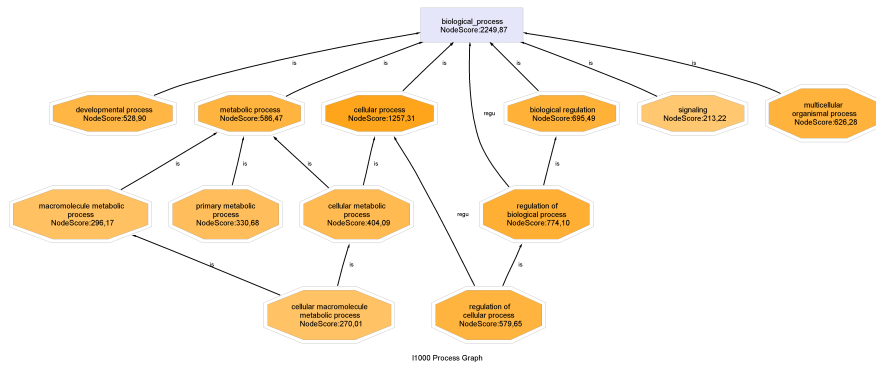 biological_process
NodeScore:2249,87
is
is
is
is
is
is
developmental process
NodeScore:528,90
metabolic process
NodeScore:586,47
cellular process
NodeScore:1257,31
regu
biological regulation
NodeScore:695,49
signaling
NodeScore:213,22
multicellular
organismal process
NodeScore:626,28
is
is
is
is
is
macromolecule metabolic
process
NodeScore:296,17
primary metabolic
process
NodeScore:330,68
cellular metabolic
process
NodeScore:404,09
regu
regulation of
biological process
NodeScore:774,10
is
is
is
cellular macromolecule
metabolic process
NodeScore:270,01
regulation of
cellular process
NodeScore:579,65
I1000 Process Graph